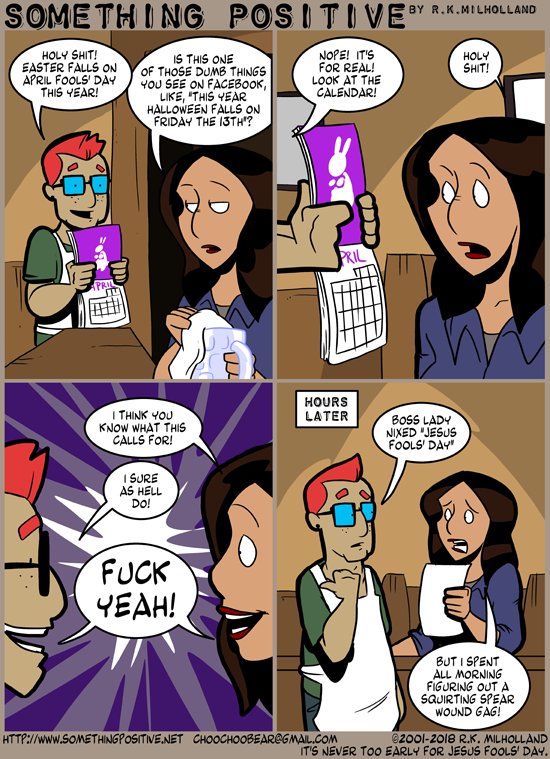 SOMETHING POSITIVE BY R.K.MILHOLLAND
HOLY SHIT!
EASTER FALLS ON
APRIL FOOLS' DAY
THIS YEAR!
IS THIS ONE
OF THOSE DUMB THINGS
YOU SEE ON FACEBOOK,
LIKE, "THIS YEAR
HALLOWEEN FALLS ON
FRIDAY THE 13TH"?
APRIL
NOPE! IT'S
FOR REAL!
LOOK AT THE
CALENDAR!
HOLY
SHIT!
PRIL
I THINK YOU
KNOW WHAT THIS
CALLS FOR!
I SURE
AS HELL
DO!
FUCK
YEAH!
HOURS
LATER
BOSS LADY
NIXED "JESUS
FOOLS' DAY"
BUT I SPENT
ALL MORNING
FIGURING OUT A
SQUIRTING SPEAR
WOUND GAG!
HTTP://WWW.SOMETHINGPOSITIVE.NET CHOOCHOOBEAR@GMAIL.COM ©2001-2018 R.K. MILHOLLAND
IT'S NEVER TOO EARLY FOR JESUS FOOLS' DAY.